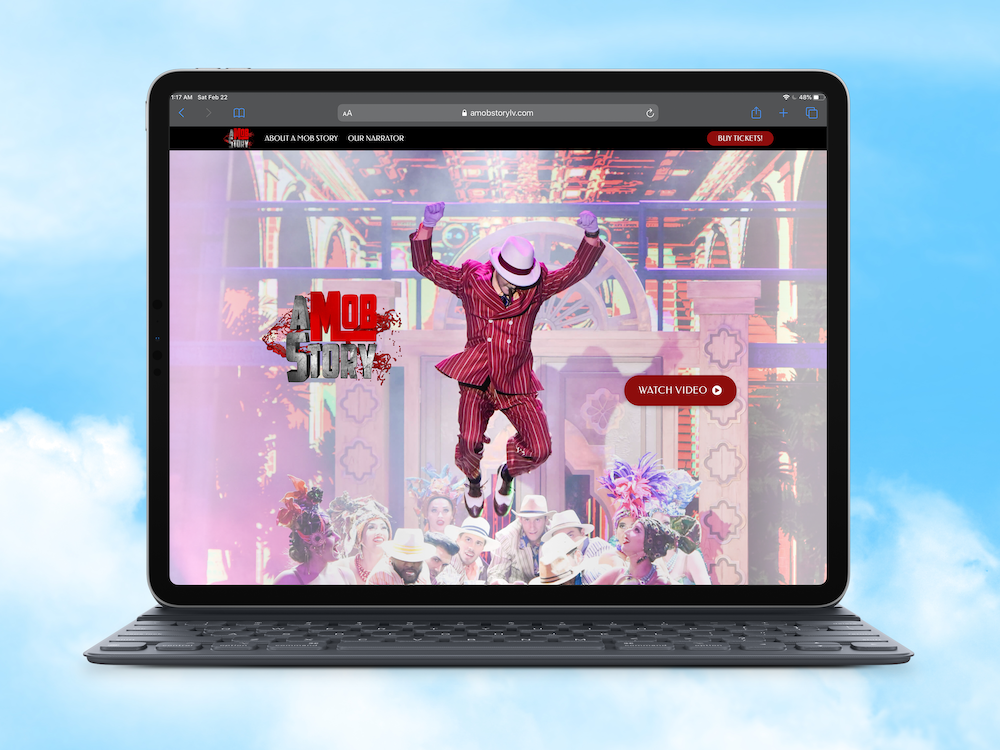 1:17 AM Sat Feb 22
48%
AA
amobstorylv.com
A MOB STORY
ABOUT A MOB STORY
OUR NARRATOR
BUY TICKETS!
A MOB
STORY
WATCH VIDEO